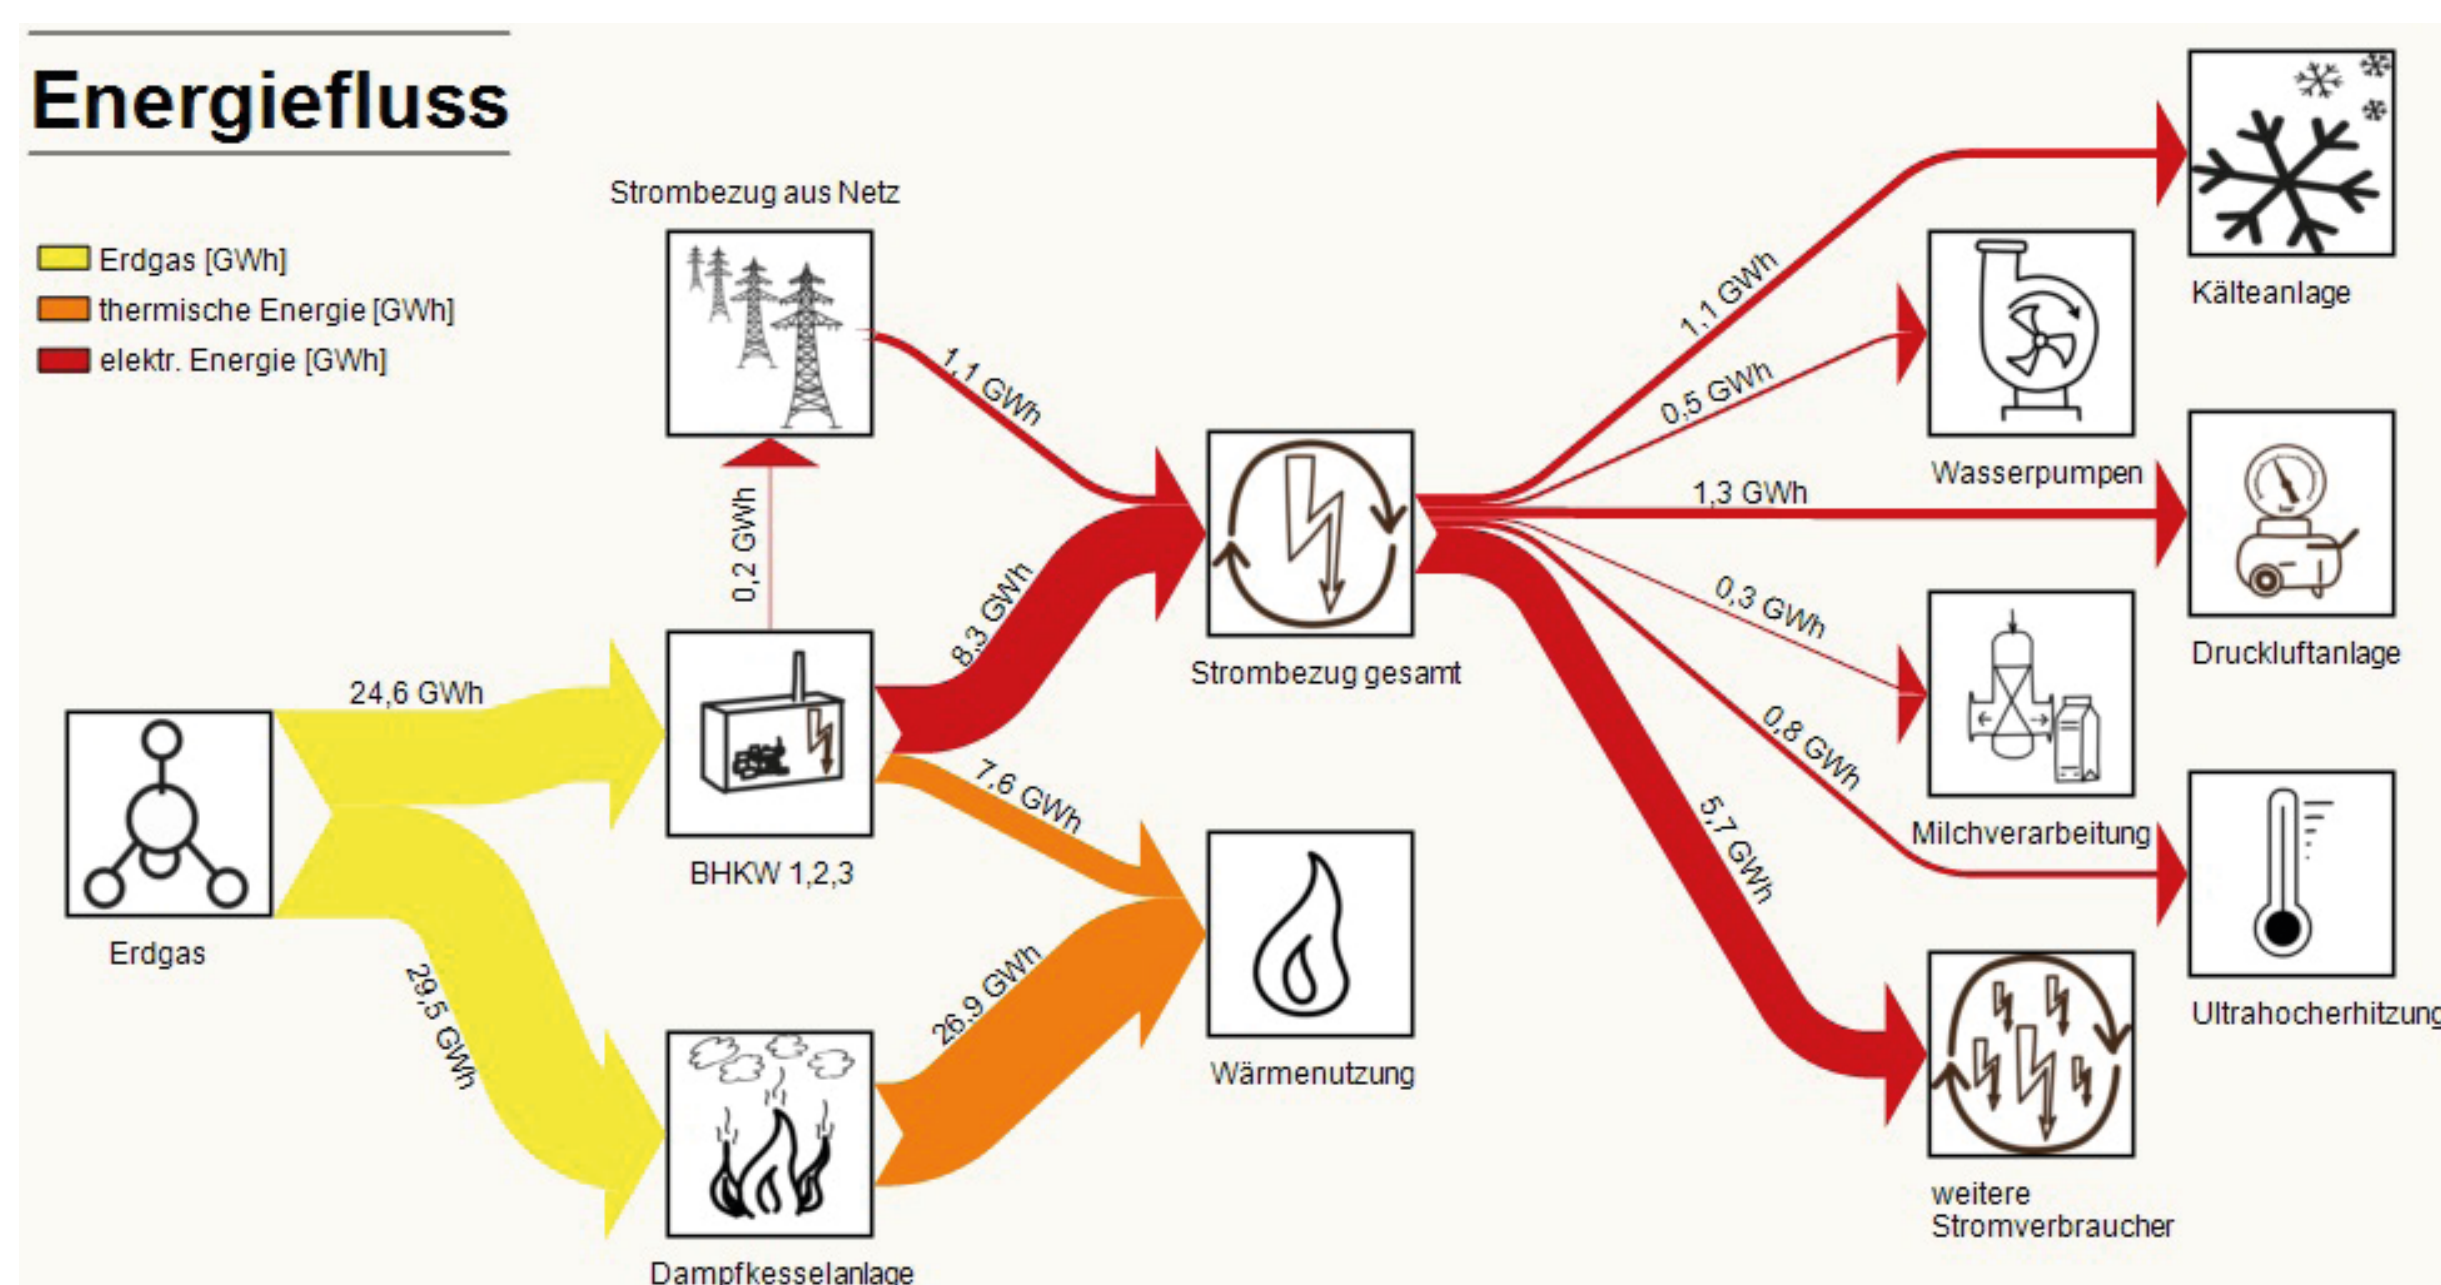 Energiefluss
Erdgas [GWh]
thermische Energie [GWh]
elektr. Energie [GWh]
Strombezug aus Netz
1,1 GWh
0,2 GWh
24,6 GWh
8,3 GWh
7,6 GWh
29,5 GWh
26,9 GWh
Erdgas
BHKW 1,2,3
Dampfkesselanlage
Strombezug gesamt
Wärmenutzung
1,1 GWh
0,5 GWh
1,3 GWh
0,3 GWh
0,8 GWh
5,7 GWh
Kälteanlage
Wasserpumpen
Druckluftanlage
Milchverarbeitung
Ultrahocherhitzung
weitere
Stromverbraucher